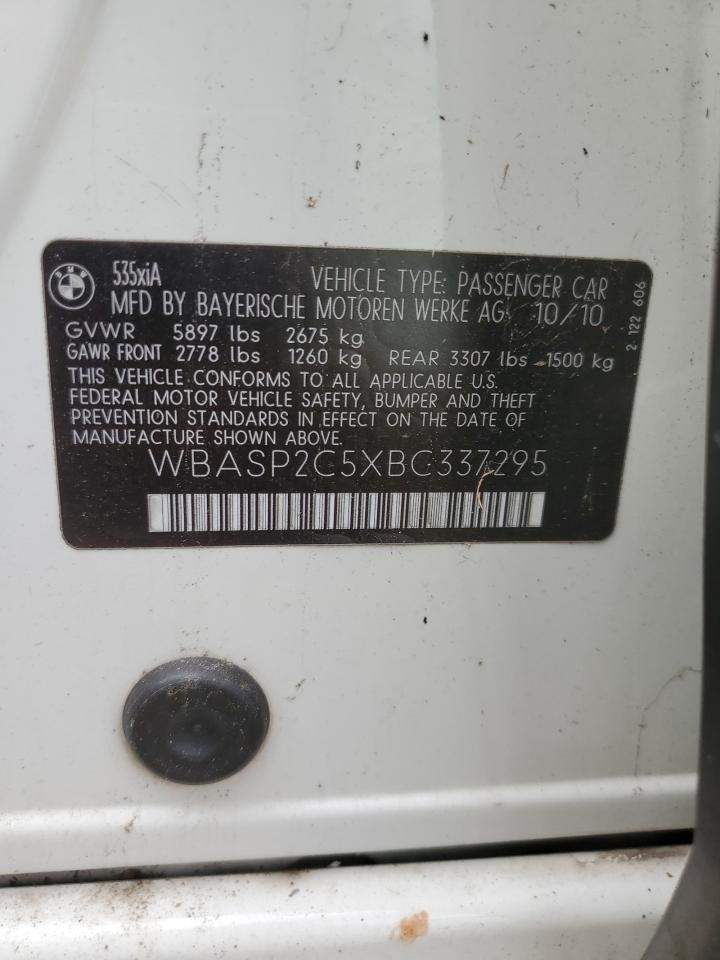 BMW
535xiA VEHICLE TYPE: PASSENGER CAR
MFD BY BAYERISCHE MOTOREN WERKE AG. 10/10
GVWR 5897 lbs 2675 kg
GAWR FRONT 2778 lbs 1260 kg REAR 3307 lbs 1500 kg
THIS VEHICLE CONFORMS TO ALL APPLICABLE U.S.
FEDERAL MOTOR VEHICLE SAFETY, BUMPER AND THEFT
PREVENTION STANDARDS IN EFFECT ON THE DATE OF
MANUFACTURE SHOWN ABOVE.
WBASP2C5XBC337295
2 122 606